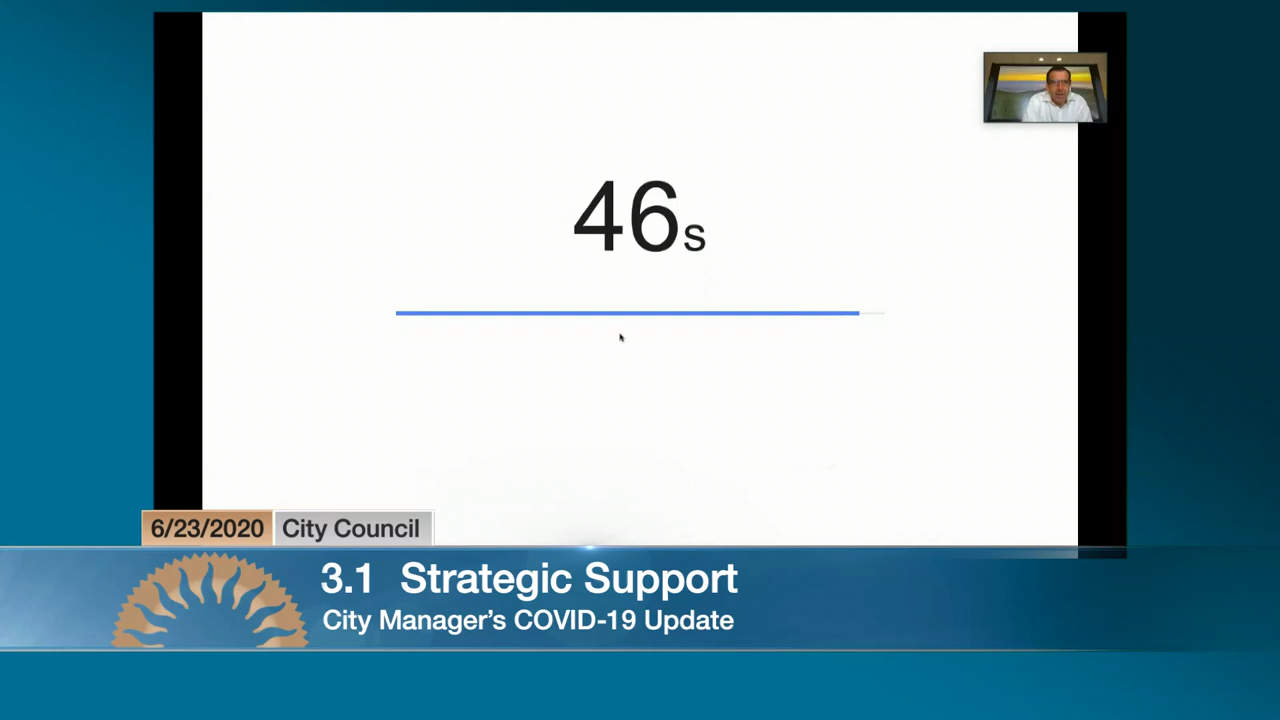 46s
6/23/2020 City Council
3.1 Strategic Support
City Manager's COVID-19 Update